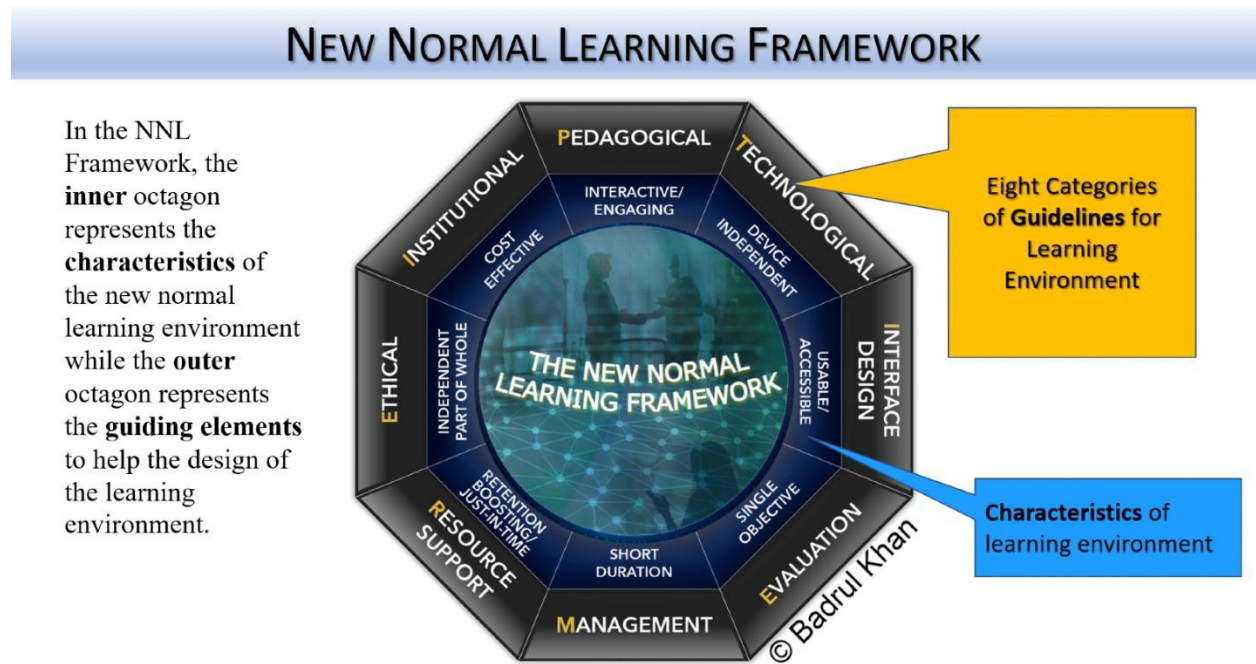 NEW NORMAL LEARNING FRAMEWORK
In the NNL
Framework, the
inner octagon
represents the
characteristics of
the new normal
learning environment
while the outer
octagon represents
the guiding elements
to help the design of
the learning
environment.
PEDAGOGICAL
TECHNOLOGICAL
INTERFACE
DESIGN
EVALUATION
MANAGEMENT
RESOURCE
SUPPORT
ETHICAL
INSTITUTIONAL
INTERACTIVE/
ENGAGING
DEVICE
INDEPENDENT
USABLE/
ACCESSIBLE
SINGLE
OBJECTIVE
SHORT
DURATION
RETENTION
BOOSTING/
JUST-IN-TIME
INDEPENDENT
PART OF WHOLE
COST
EFFECTIVE
THE NEW NORMAL
LEARNING FRAMEWORK
Eight Categories
of Guidelines for
Learning
Environment
Characteristics of
learning environment
© Badrul Khan